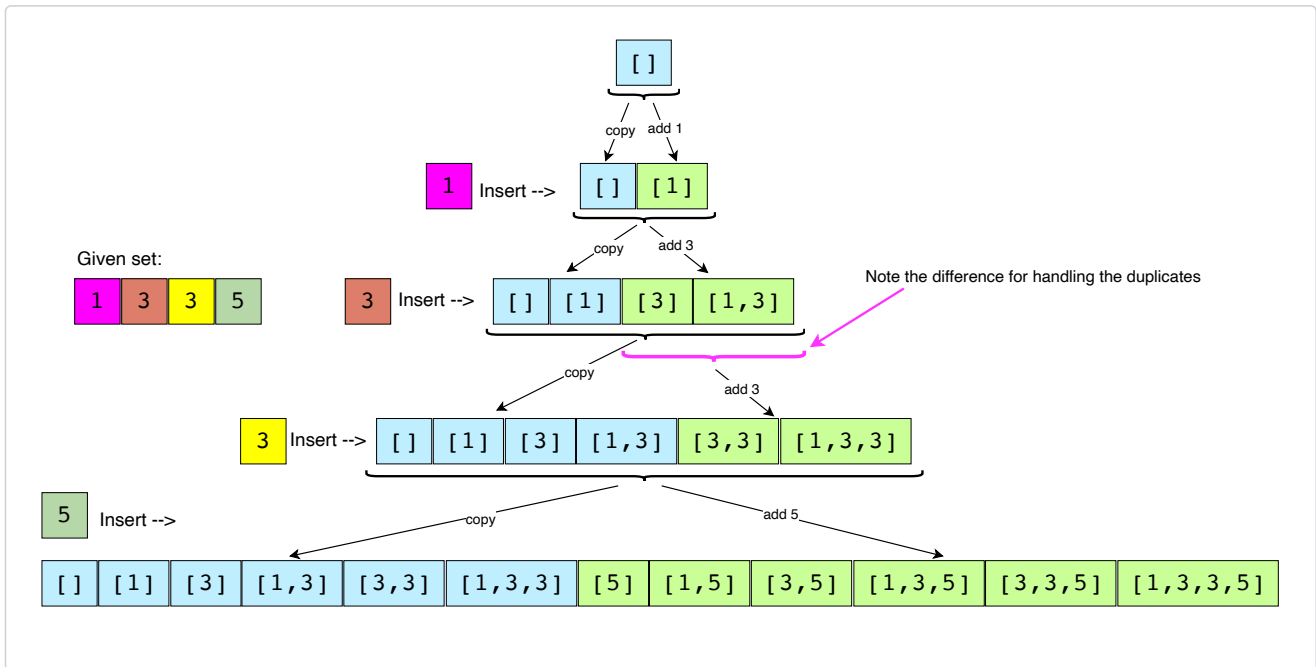 []
copy add 1
1 Insert --> [] [1]
copy add 3
Given set:
1 3 3 5
3 Insert --> [] [1] [3] [1,3]
Note the difference for handling the duplicates
copy
add 3
3 Insert --> [] [1] [3] [1,3] [3,3] [1,3,3]
5 Insert -->
copy add 5
[] [1] [3] [1,3] [3,3] [1,3,3] [5] [1,5] [3,5] [1,3,5] [3,3,5] [1,3,3,5]